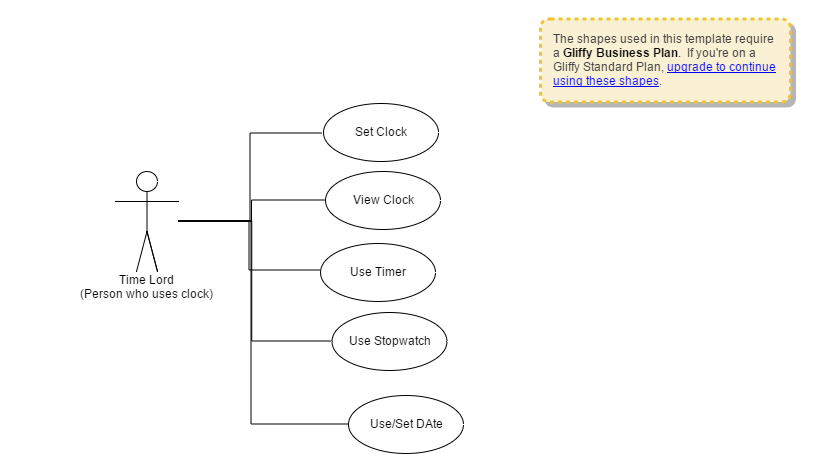 The shapes used in this template require
a Gliffy Business Plan. If you're on a
Gliffy Standard Plan, upgrade to continue
using these shapes.
Set Clock
View Clock
Use Timer
Time Lord
(Person who uses clock)
Use Stopwatch
Use/Set DAte